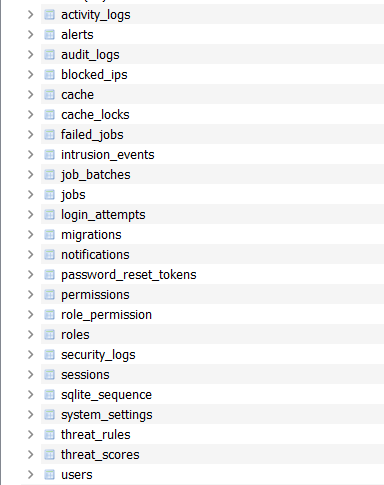 activity_logs
alerts
audit_logs
blocked_ips
cache
cache_locks
failed_jobs
intrusion_events
job_batches
jobs
login_attempts
migrations
notifications
password_reset_tokens
permissions
role_permission
roles
security_logs
sessions
sqlite_sequence
system_settings
threat_rules
threat_scores
users